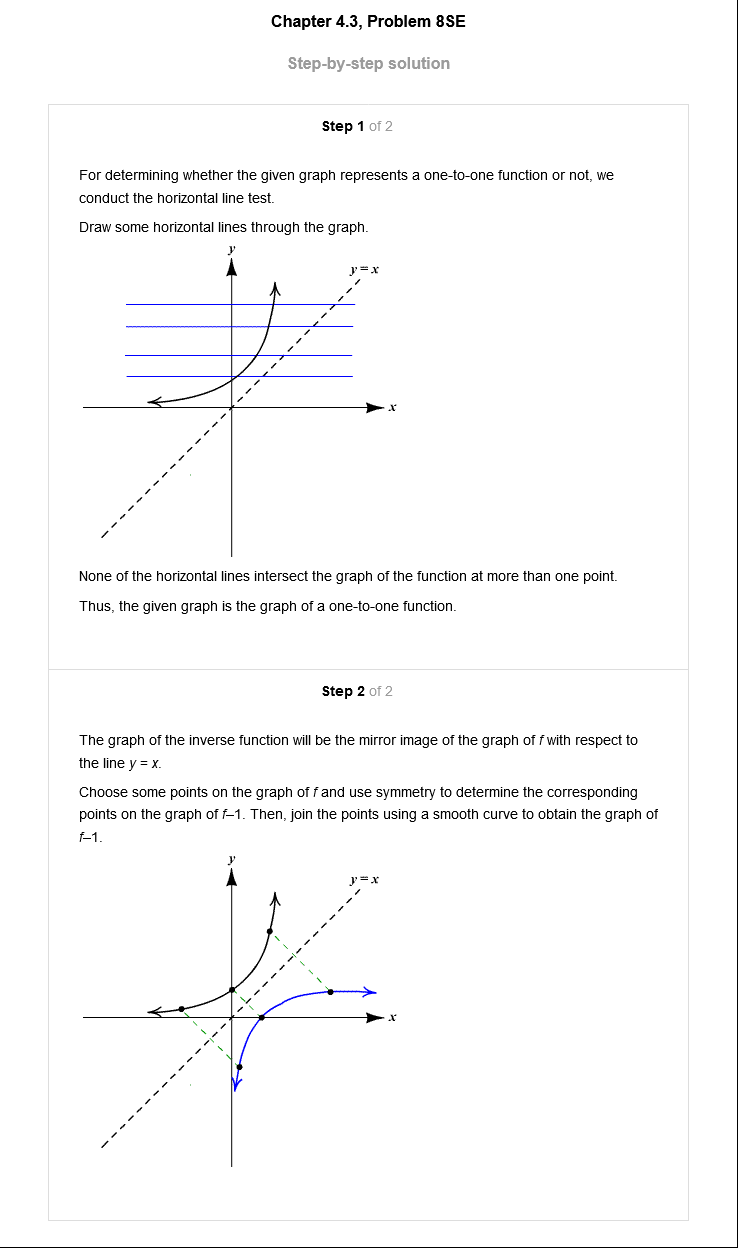 Chapter 4.3, Problem 8SE
Step-by-step solution
Step 1 of 2
For determining whether the given graph represents a one-to-one function or not, we
conduct the horizontal line test.
Draw some horizontal lines through the graph.
y
y = x
x
None of the horizontal lines intersect the graph of the function at more than one point.
Thus, the given graph is the graph of a one-to-one function.
Step 2 of 2
The graph of the inverse function will be the mirror image of the graph of f with respect to
the line y = x.
Choose some points on the graph of f and use symmetry to determine the corresponding
points on the graph of f–1. Then, join the points using a smooth curve to obtain the graph of
f–1.
y
y = x
x